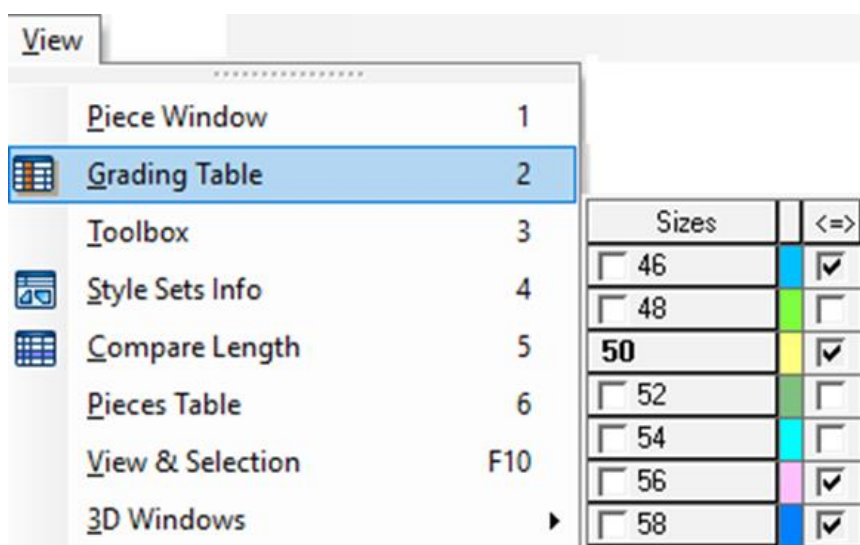 View
Piece Window 1
Grading Table 2
Toolbox 3
Style Sets Info 4
Compare Length 5
Pieces Table 6
View & Selection F10
3D Windows
Sizes <=>
46
48
50
52
54
56
58